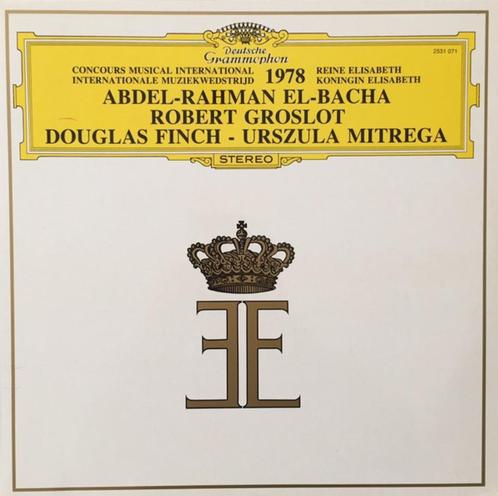 Deutsche
Grammophon
2531 071
CONCOURS MUSICAL INTERNATIONAL 1978 REINE ELISABETH
INTERNATIONALE MUZIEKWEDSTRIJD KONINGIN ELISABETH
ABDEL-RAHMAN EL-BACHA
ROBERT GROSLOT
DOUGLAS FINCH - URSZULA MITREGA
STEREO
EE